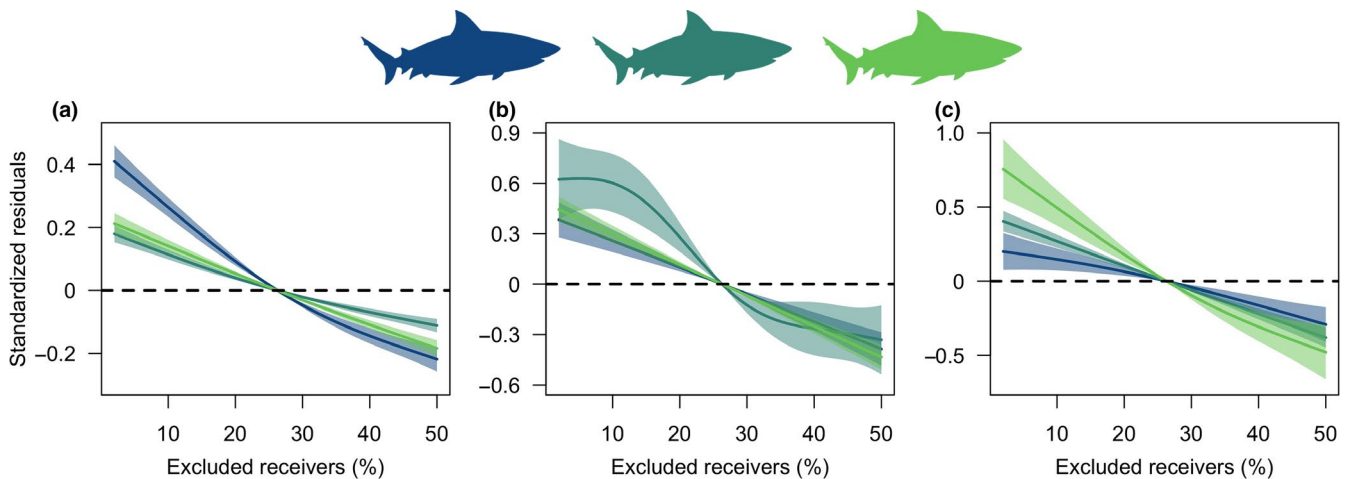 (a)
(b)
(c)
Standardized residuals
0.4
0.2
0
−0.2
10 20 30 40 50
Excluded receivers (%)
0.9
0.6
0.3
0
−0.3
−0.6
10 20 30 40 50
Excluded receivers (%)
1.0
0.5
0
−0.5
10 20 30 40 50
Excluded receivers (%)